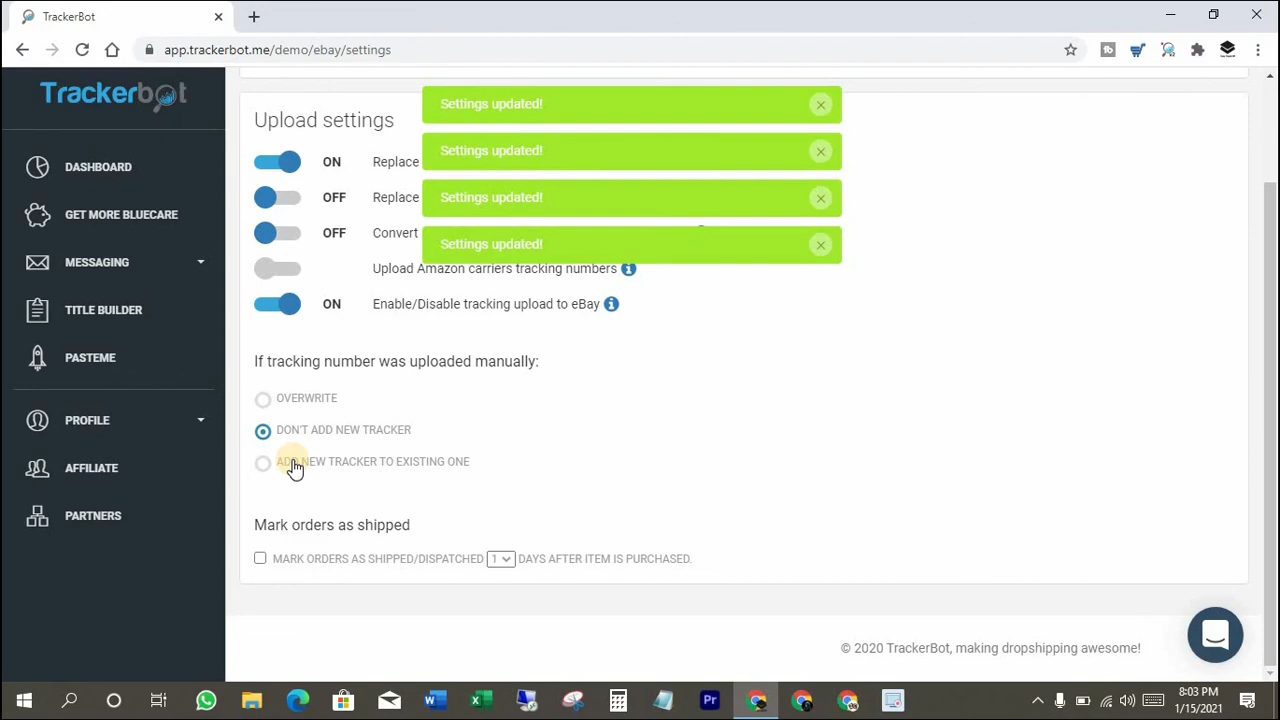 TrackerBot
app.trackerbot.me/demo/ebay/settings
Trackerbot
DASHBOARD
GET MORE BLUECARE
MESSAGING
TITLE BUILDER
PASTEME
PROFILE
AFFILIATE
PARTNERS
Settings updated!
Settings updated!
Settings updated!
Settings updated!
Upload settings
ON Replace
OFF Replace
OFF Convert
Upload Amazon carriers tracking numbers
ON Enable/Disable tracking upload to eBay
If tracking number was uploaded manually:
OVERWRITE
DON'T ADD NEW TRACKER
ADD NEW TRACKER TO EXISTING ONE
Mark orders as shipped
MARK ORDERS AS SHIPPED/DISPATCHED 1 DAYS AFTER ITEM IS PURCHASED.
© 2020 TrackerBot, making dropshipping awesome!
8:03 PM
1/15/2021